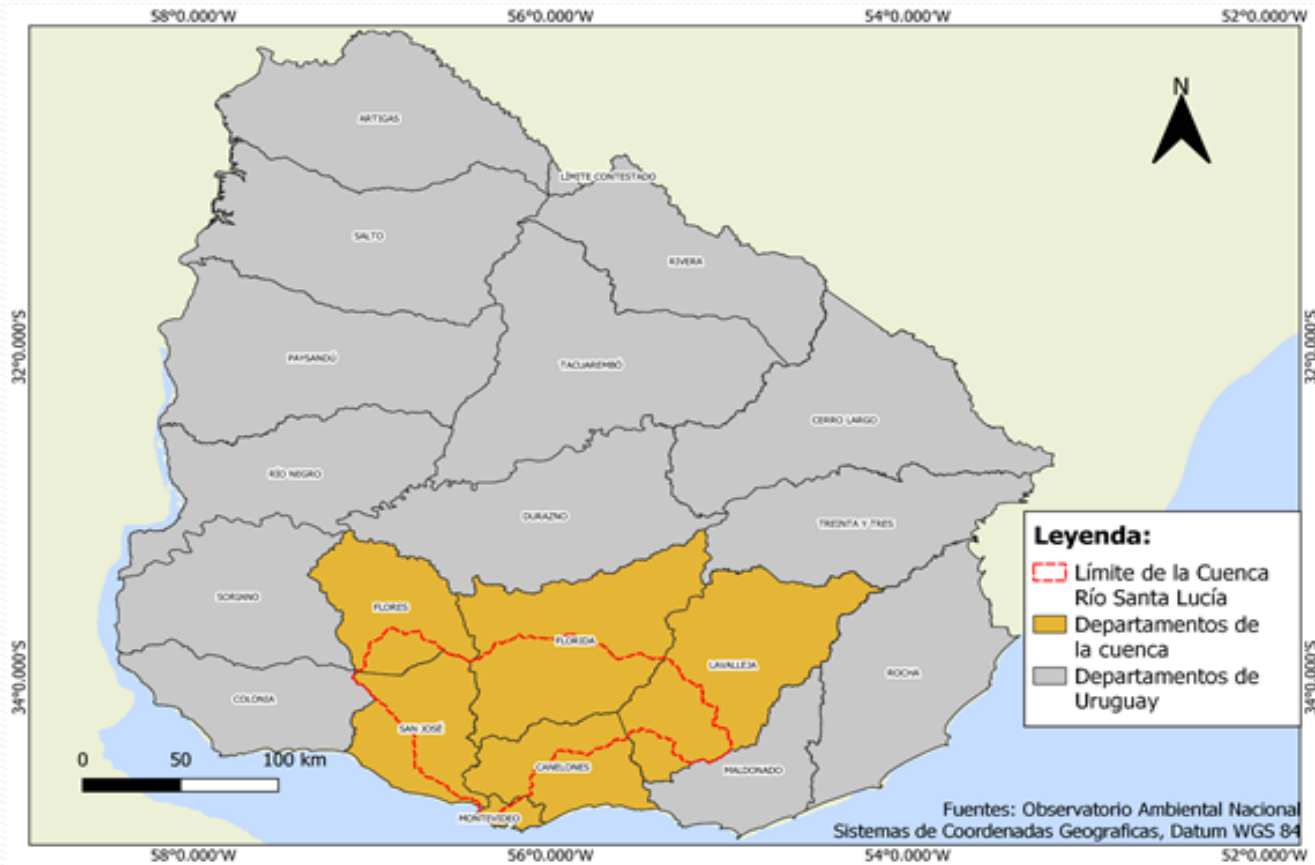 58°0.000'W
56°0.000'W
54°0.000'W
52°0.000'W
N
ARTIGAS
LÍMITE CONTESTADO
SALTO
RIVERA
32°0.000'S
32°0.000'S
PAYSANDÚ
TACUAREMBÓ
CERRO LARGO
RÍO NEGRO
DURAZNO
TREINTA Y TRES
SORIANO
FLORES
FLORIDA
LAVALLEJA
ROCHA
COLONIA
SAN JOSÉ
CANELONES
MALDONADO
MONTEVIDEO
34°0.000'S
34°0.000'S
Leyenda:
Límite de la Cuenca
Río Santa Lucía
Departamentos de
la cuenca
Departamentos de
Uruguay
0 50 100 km
Fuentes: Observatorio Ambiental Nacional
Sistemas de Coordenadas Geograficas, Datum WGS 84
58°0.000'W
56°0.000'W
54°0.000'W
52°0.000'W